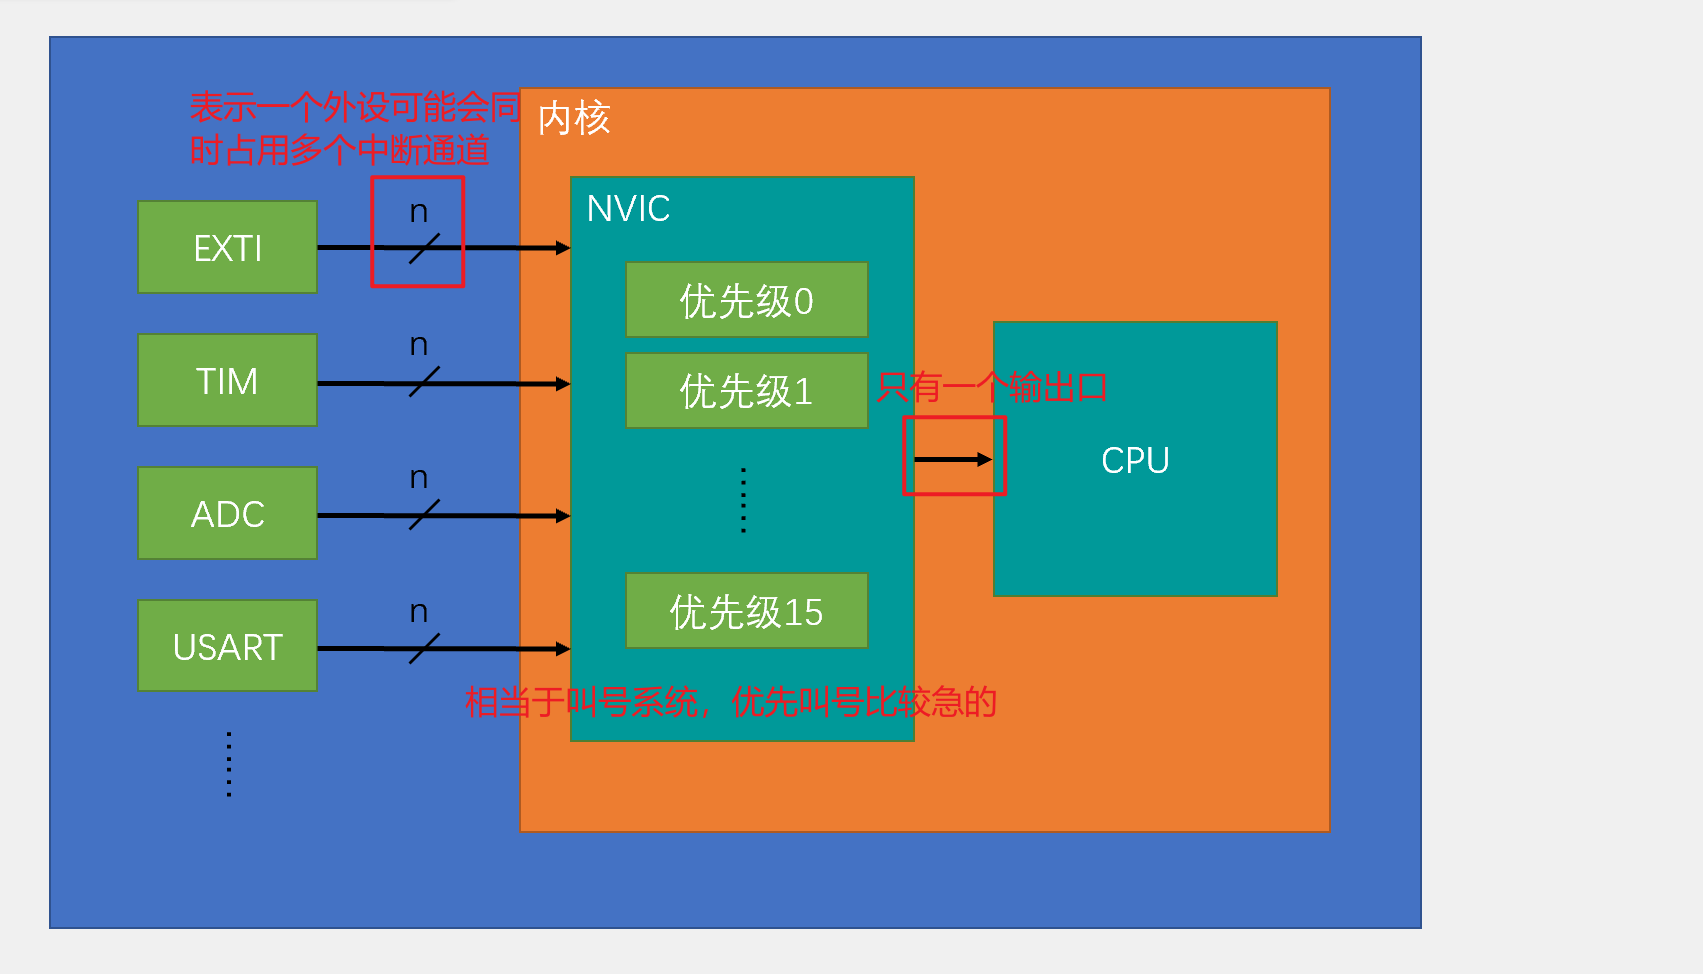 表示一个外设可能会同
时占用多个中断通道
内核
NVIC
n
EXTI
优先级0
n
TIM
优先级1
只有一个输出口
CPU
n
ADC
n
优先级15
USART
相当于叫号系统，优先叫号比较急的